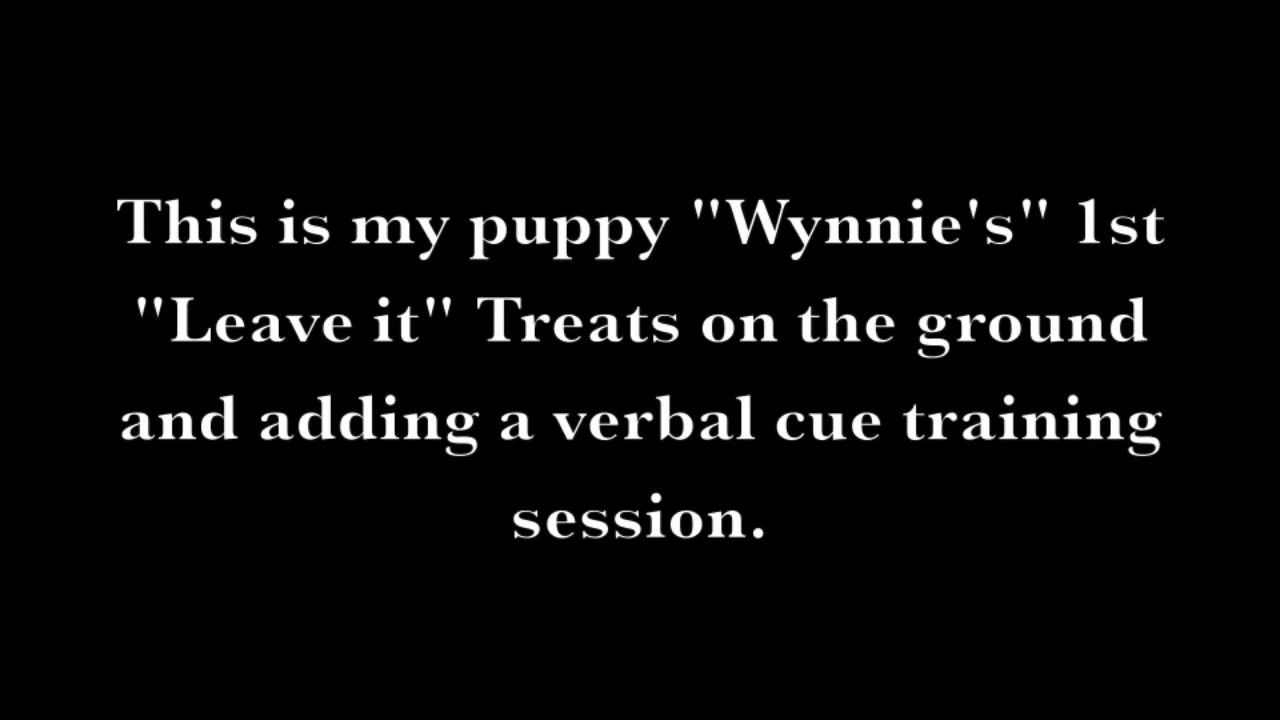 This is my puppy "Wynnie's" 1st
"Leave it" Treats on the ground
and adding a verbal cue training
session.